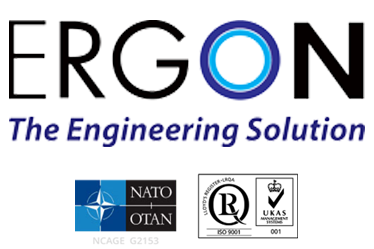 ERGON
The Engineering Solution
NATO
OTAN
NCAGE G2153
LLOYD'S REGISTER LRQA
R
ISO 9001
UKAS
MANAGEMENT
SYSTEMS
001